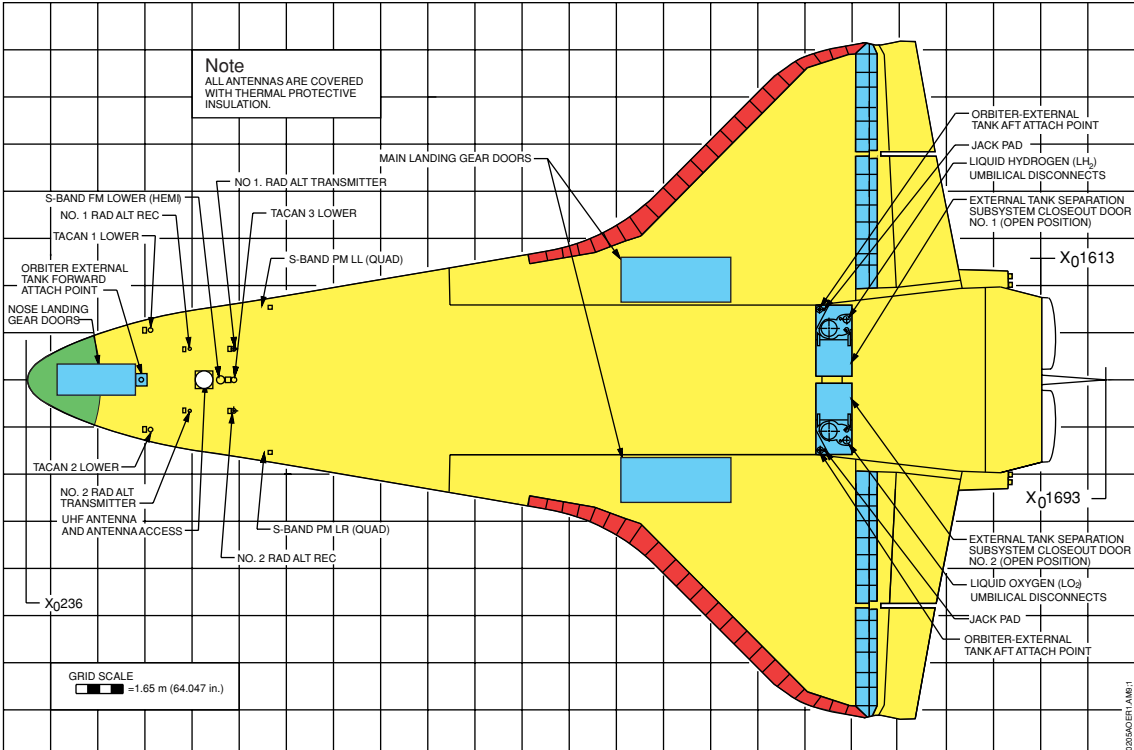 Note
ALL ANTENNAS ARE COVERED
WITH THERMAL PROTECTIVE
INSULATION.
MAIN LANDING GEAR DOORS
NO 1. RAD ALT TRANSMITTER
S-BAND FM LOWER (HEMI)
TACAN 3 LOWER
NO. 1 RAD ALT REC
TACAN 1 LOWER
S-BAND PM LL (QUAD)
ORBITER EXTERNAL
TANK FORWARD
ATTACH POINT
NOSE LANDING
GEAR DOORS
ORBITER-EXTERNAL
TANK AFT ATTACH POINT
JACK PAD
LIQUID HYDROGEN (LH2)
UMBILICAL DISCONNECTS
EXTERNAL TANK SEPARATION
SUBSYSTEM CLOSEOUT DOOR
NO. 1 (OPEN POSITION)
X01613
TACAN 2 LOWER
NO. 2 RAD ALT
TRANSMITTER
UHF ANTENNA
AND ANTENNA ACCESS
S-BAND PM LR (QUAD)
NO. 2 RAD ALT REC
X01693
EXTERNAL TANK SEPARATION
SUBSYSTEM CLOSEOUT DOOR
NO. 2 (OPEN POSITION)
LIQUID OXYGEN (LO2)
UMBILICAL DISCONNECTS
JACK PAD
ORBITER-EXTERNAL
TANK AFT ATTACH POINT
X0236
GRID SCALE
=1.65 m (64.047 in.)